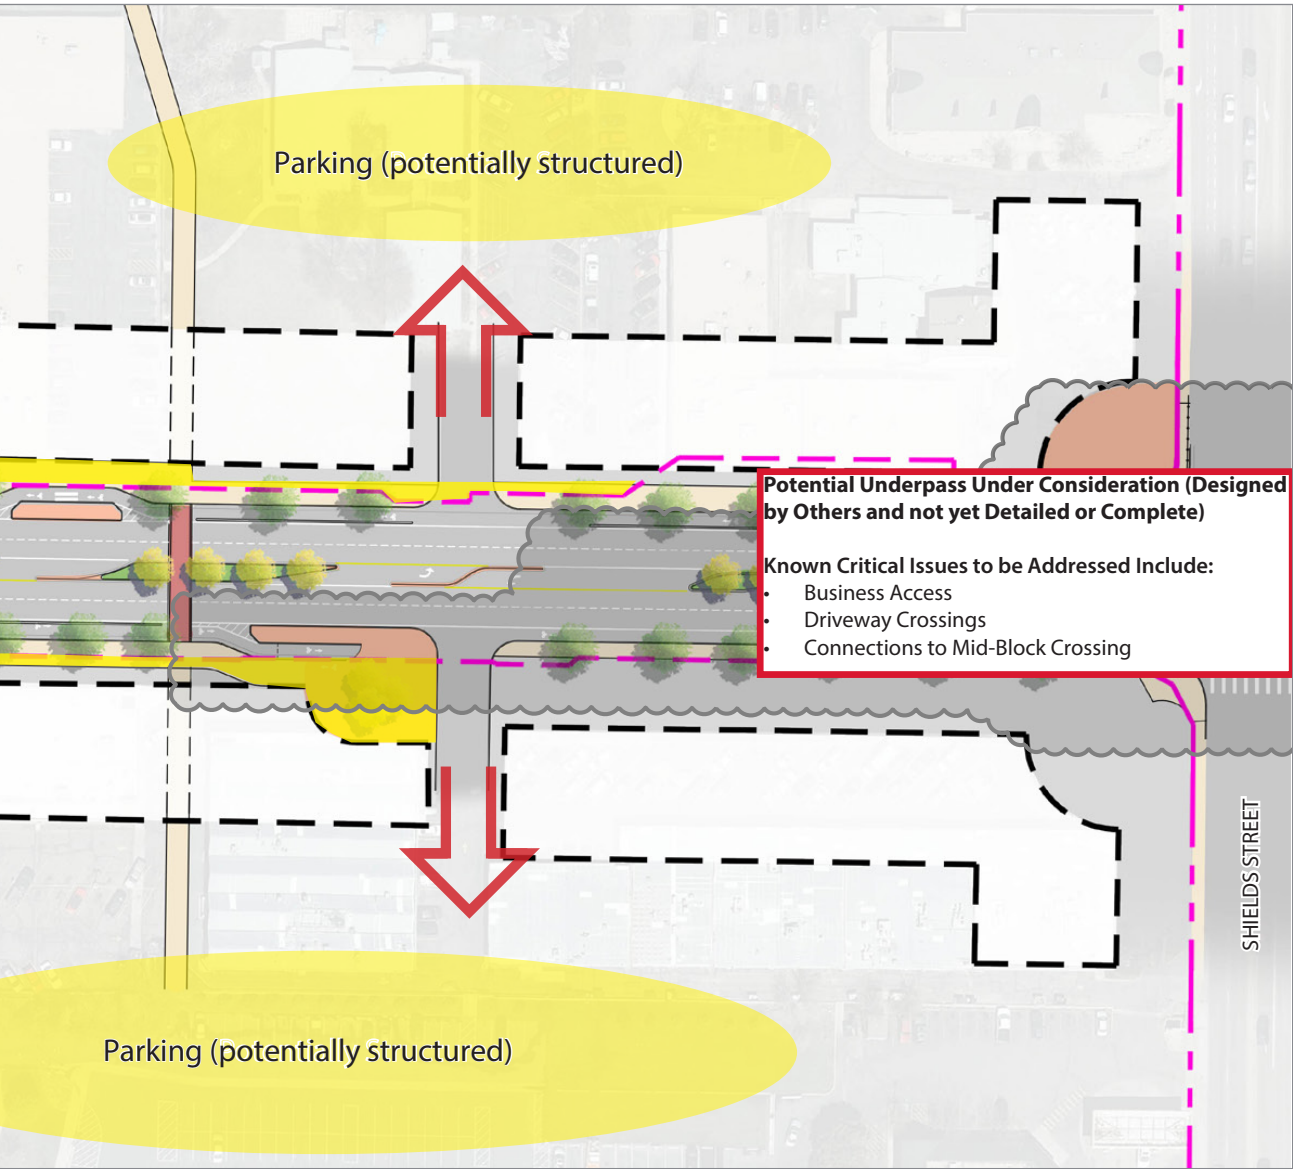 Parking (potentially structured)
Potential Underpass Under Consideration (Designed
by Others and not yet Detailed or Complete)
Known Critical Issues to be Addressed Include:
• Business Access
• Driveway Crossings
• Connections to Mid-Block Crossing
SHIELDS STREET
Parking (potentially structured)